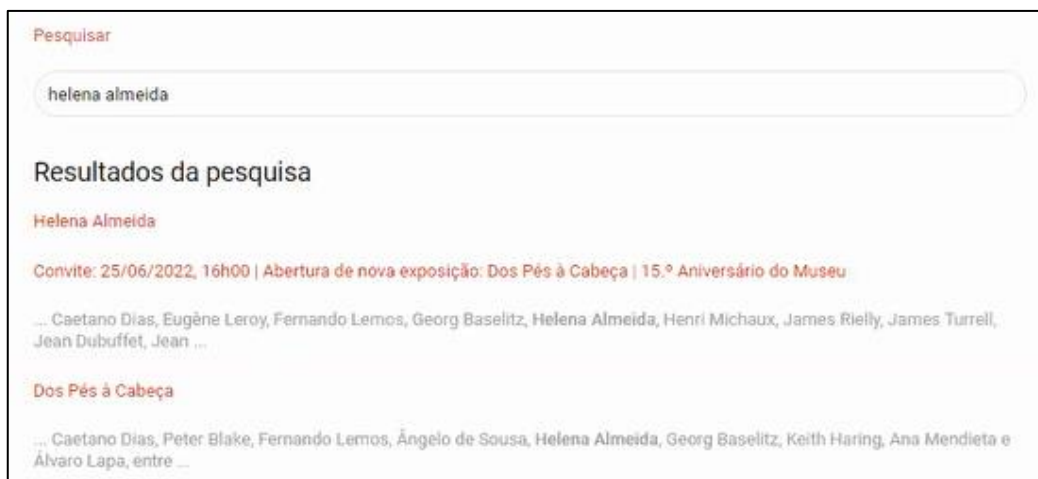 Pesquisar
helena almeida
Resultados da pesquisa
Helena Almeida
Convite: 25/06/2022, 16h00 | Abertura de nova exposição: Dos Pés à Cabeça | 15.º Aniversário do Museu
... Caetano Dias, Eugène Leroy, Fernando Lemos, Georg Baselitz, Helena Almeida, Henri Michaux, James Rielly, James Turrell,
Jean Dubuffet, Jean ...
Dos Pés à Cabeça
... Caetano Dias, Peter Blake, Fernando Lemos, Ângelo de Sousa, Helena Almeida, Georg Baselitz, Keith Haring, Ana Mendieta e
Álvaro Lapa, entre ...